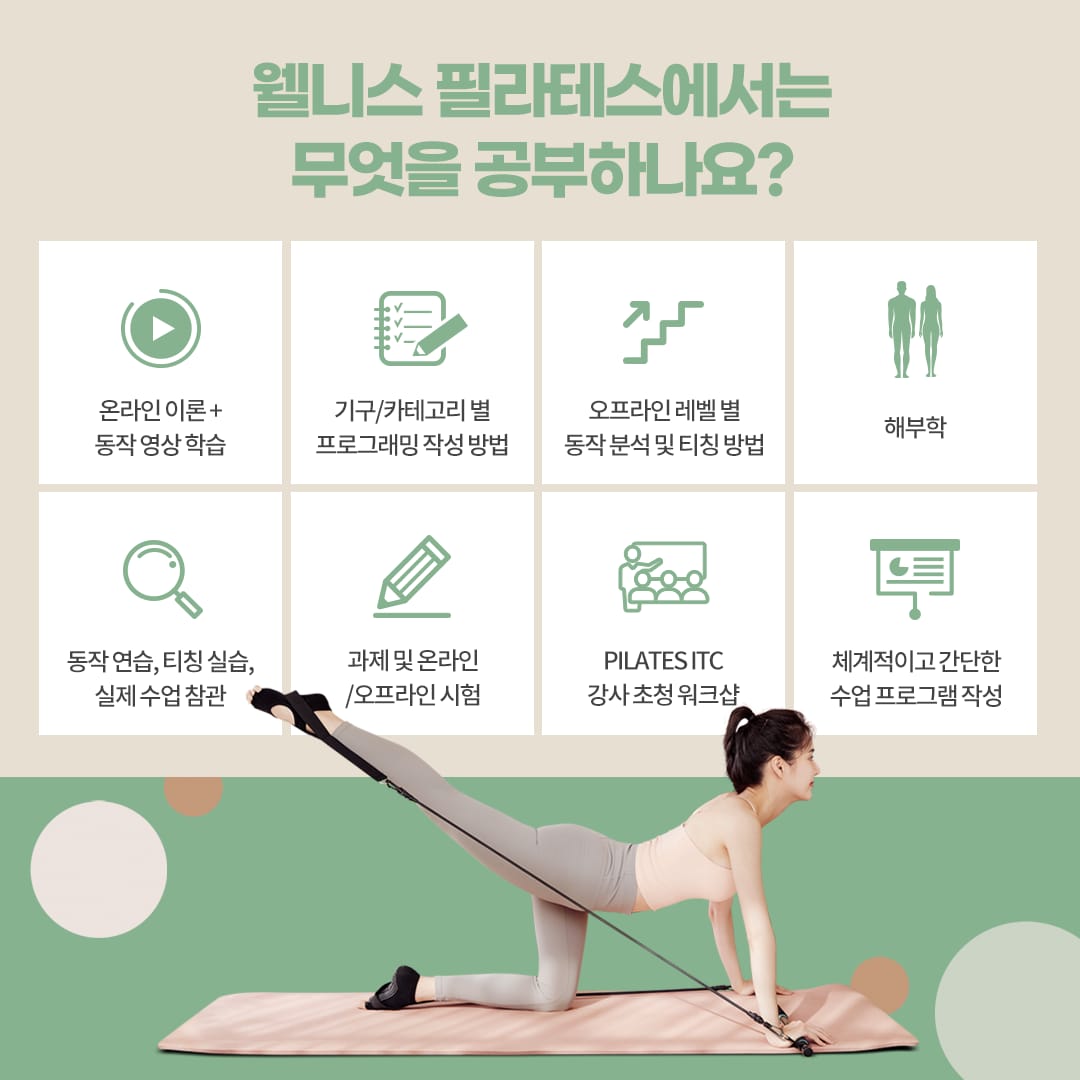 웰니스 필라테스에서는
무엇을 공부하나요?
온라인 이론 +
동작 영상 학습
기구/카테고리 별
프로그래밍 작성 방법
오프라인 레벨 별
동작 분석 및 티칭 방법
해부학
동작 연습, 티칭 실습,
실제 수업 참관
과제 및 온라인
/오프라인 시험
PILATES ITC
강사 초청 워크샵
체계적이고 간단한
수업 프로그램 작성